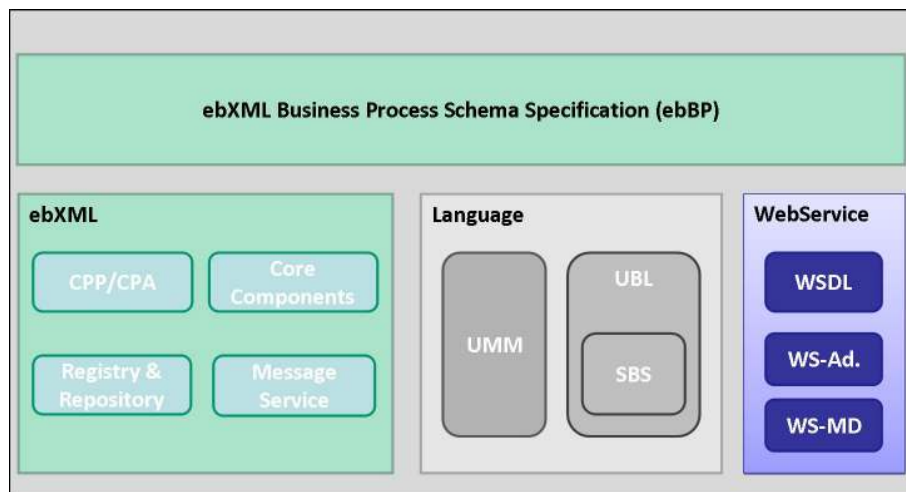 ebXML Business Process Schema Specification (ebBP)
ebXML
CPP/CPA
Core
Components
Registry &
Repository
Message
Service
Language
UMM
UBL
SBS
WebService
WSDL
WS-Ad.
WS-MD